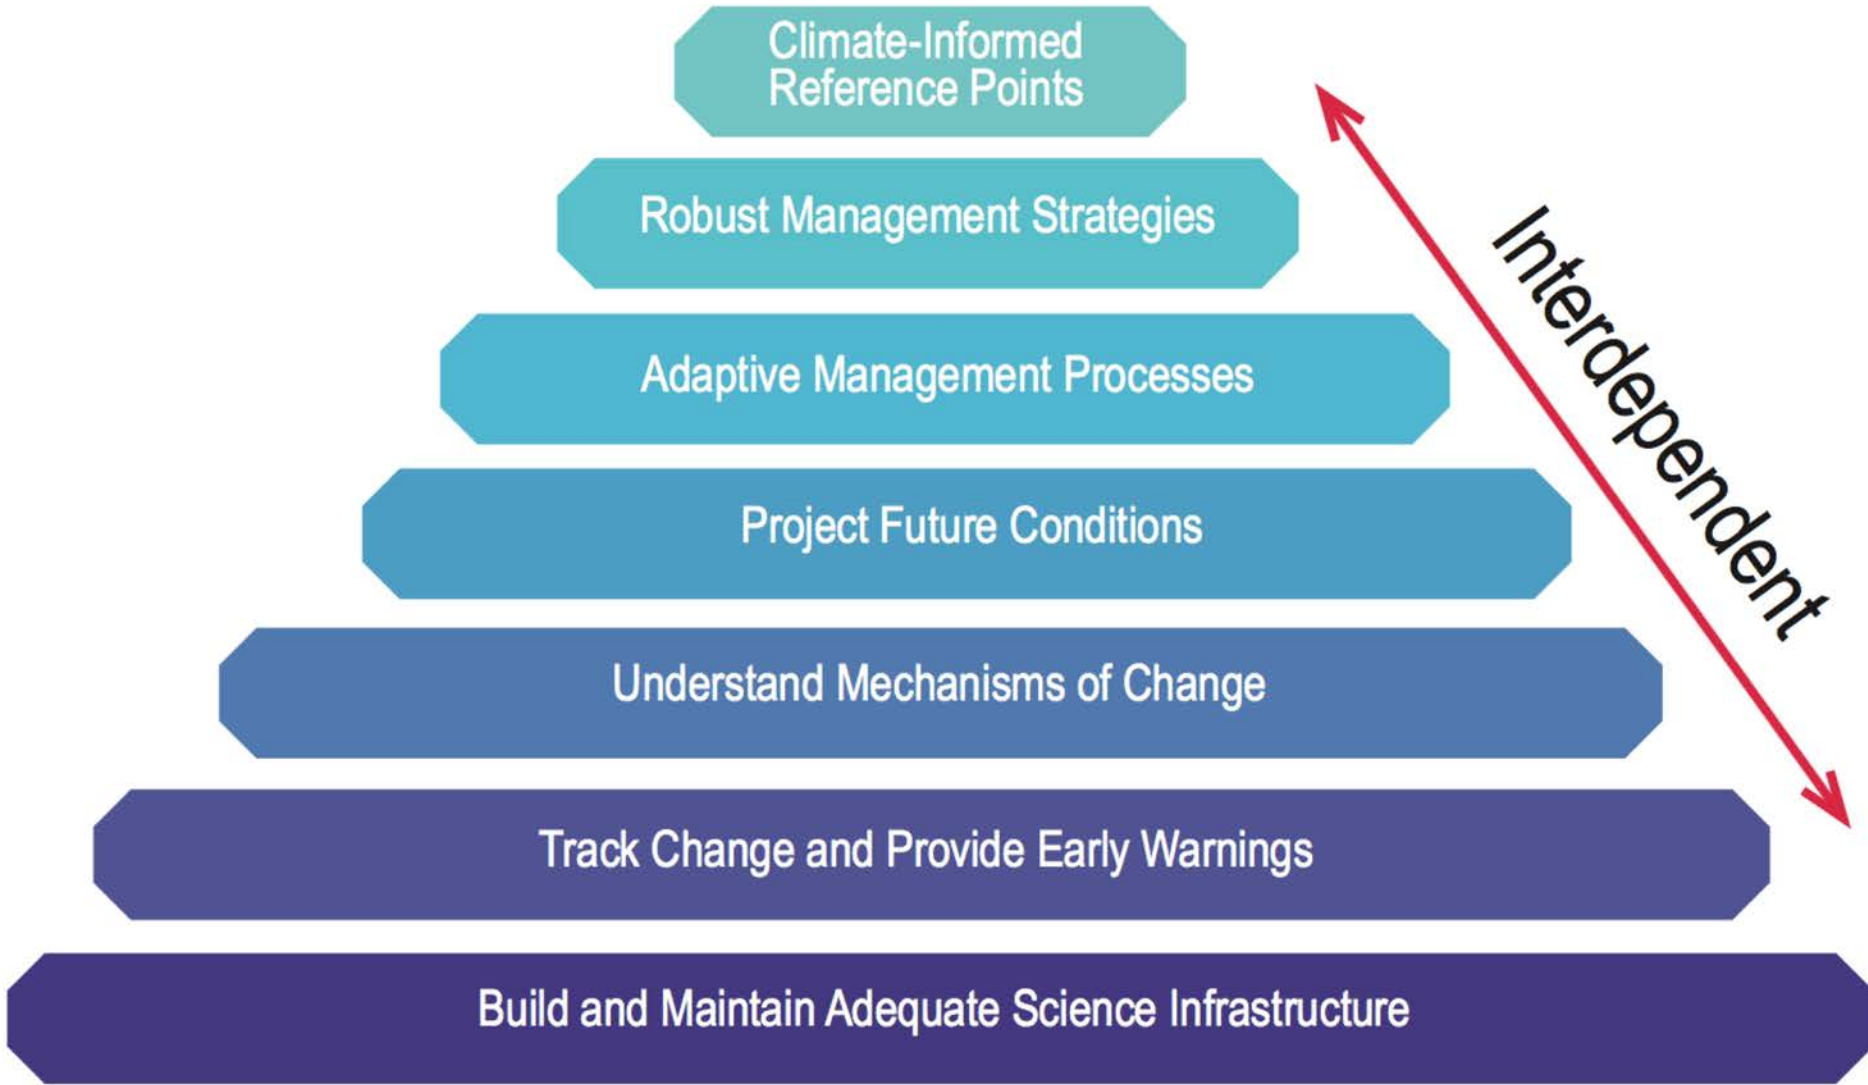 Climate-Informed
Reference Points
Robust Management Strategies
Adaptive Management Processes
Project Future Conditions
Understand Mechanisms of Change
Track Change and Provide Early Warnings
Build and Maintain Adequate Science Infrastructure
Interdependent